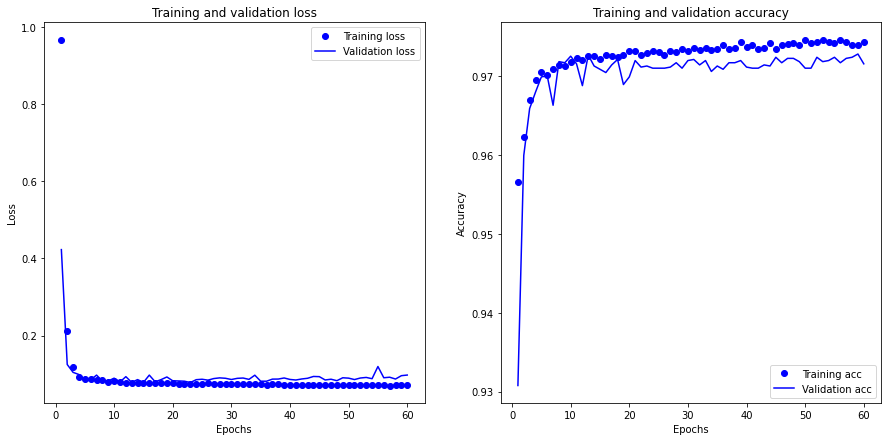 Training and validation loss
1.0
0.8
0.6
0.4
0.2
Loss
0
10
20
30
40
50
60
Epochs
Training loss
Validation loss
Training and validation accuracy
0.97
0.96
0.95
0.94
0.93
Accuracy
0
10
20
30
40
50
60
Epochs
Training acc
Validation acc